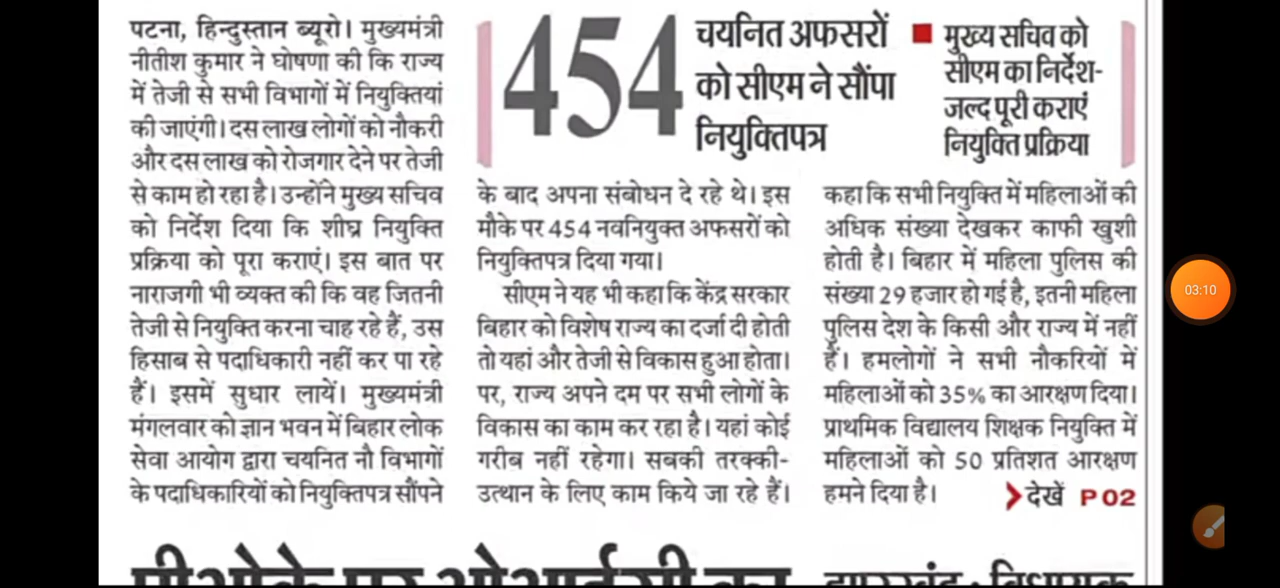 पटना, हिन्दुस्तान ब्यूरो। मुख्यमंत्री
नीतीश कुमार ने घोषणा की कि राज्य
में तेजी से सभी विभागों में नियुक्तियां
की जाएंगी। दस लाख लोगों को नौकरी
और दस लाख को रोजगार देने पर तेजी
से काम हो रहा है। उन्होंने मुख्य सचिव
को निर्देश दिया कि शीघ्र नियुक्ति
प्रक्रिया को पूरा कराएं। इस बात पर
नाराजगी भी व्यक्त की कि वह जितनी
तेजी से नियुक्ति करना चाह रहे हैं, उस
हिसाब से पदाधिकारी नहीं कर पा रहे
हैं। इसमें सुधार लायें। मुख्यमंत्री
मंगलवार को ज्ञान भवन में बिहार लोक
सेवा आयोग द्वारा चयनित नौ विभागों
के पदाधिकारियों को नियुक्तिपत्र सौंपने
454
चयनित अफसरों
को सीएम ने सौंपा
नियुक्तिपत्र
मुख्य सचिव को
सीएम का निर्देश-
जल्द पूरी कराएं
नियुक्ति प्रक्रिया
के बाद अपना संबोधन दे रहे थे। इस
मौके पर 454 नवनियुक्त अफसरों को
नियुक्तिपत्र दिया गया।
सीएम ने यह भी कहा कि केंद्र सरकार
बिहार को विशेष राज्य का दर्जा दी होती
तो यहां और तेजी से विकास हुआ होता।
पर, राज्य अपने दम पर सभी लोगों के
विकास का काम कर रहा है। यहां कोई
गरीब नहीं रहेगा। सबकी तरक्की-
उत्थान के लिए काम किये जा रहे हैं।
कहा कि सभी नियुक्ति में महिलाओं की
अधिक संख्या देखकर काफी खुशी
होती है। बिहार में महिला पुलिस की
संख्या 29 हजार हो गई है, इतनी महिला
पुलिस देश के किसी और राज्य में नहीं
हैं। हमलोगों ने सभी नौकरियों में
महिलाओं को 35% का आरक्षण दिया।
प्राथमिक विद्यालय शिक्षक नियुक्ति में
महिलाओं को 50 प्रतिशत आरक्षण
हमने दिया है।
देखें P 02
03:10